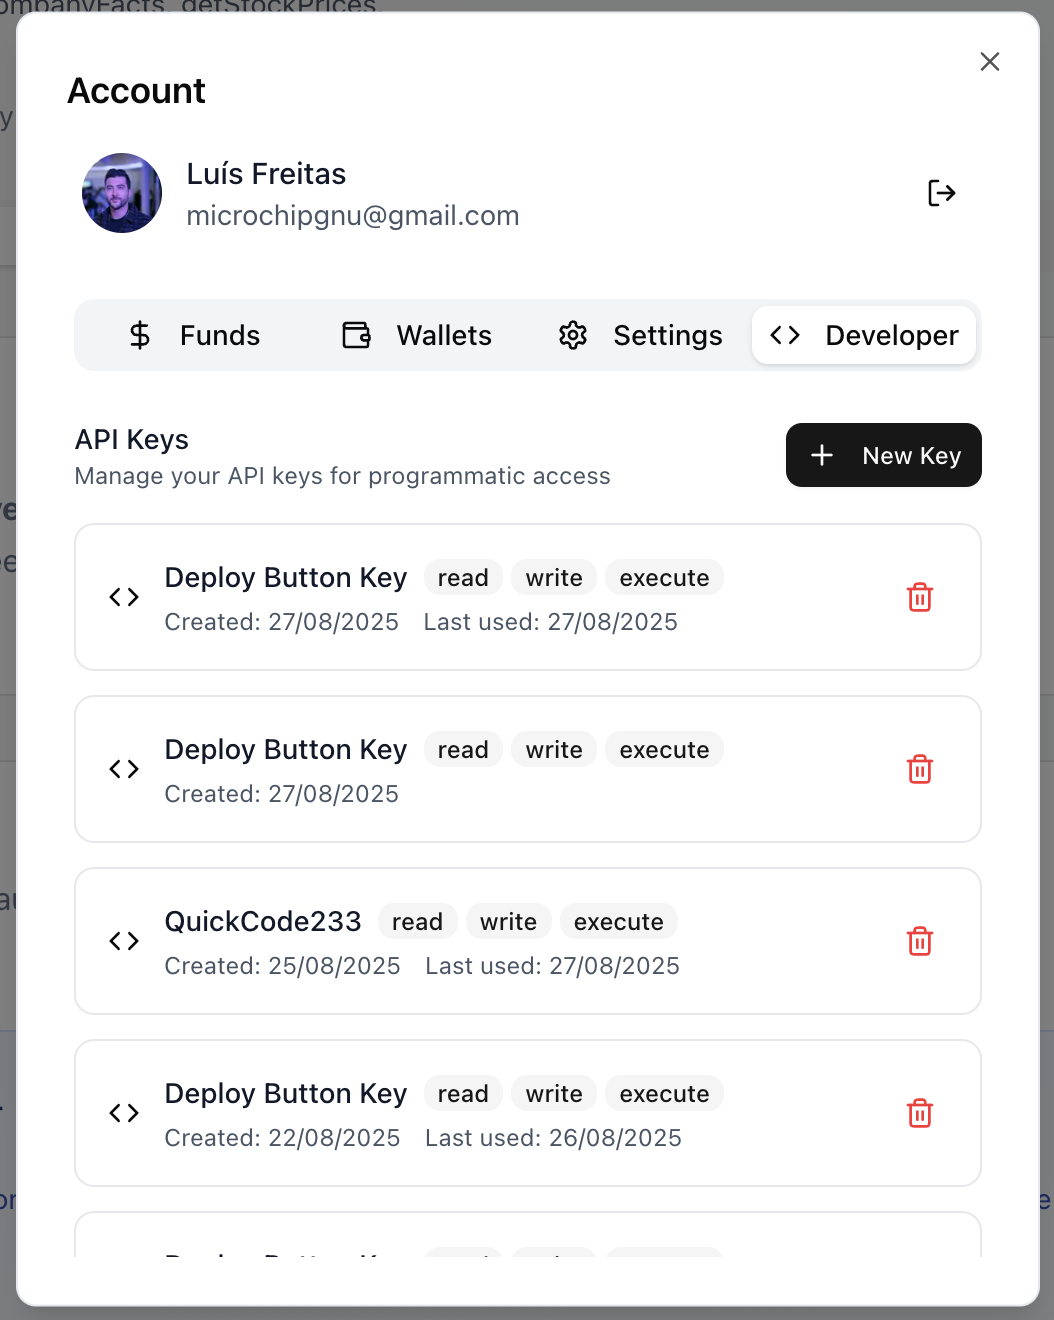 ompanyFacts, getStockPrices,
Account
Luís Freitas
microchipgnu@gmail.com
Funds Wallets Settings Developer
API Keys
Manage your API keys for programmatic access
New Key
Deploy Button Key read write execute
Created: 27/08/2025 Last used: 27/08/2025
Deploy Button Key read write execute
Created: 27/08/2025
QuickCode233 read write execute
Created: 25/08/2025 Last used: 27/08/2025
Deploy Button Key read write execute
Created: 22/08/2025 Last used: 26/08/2025